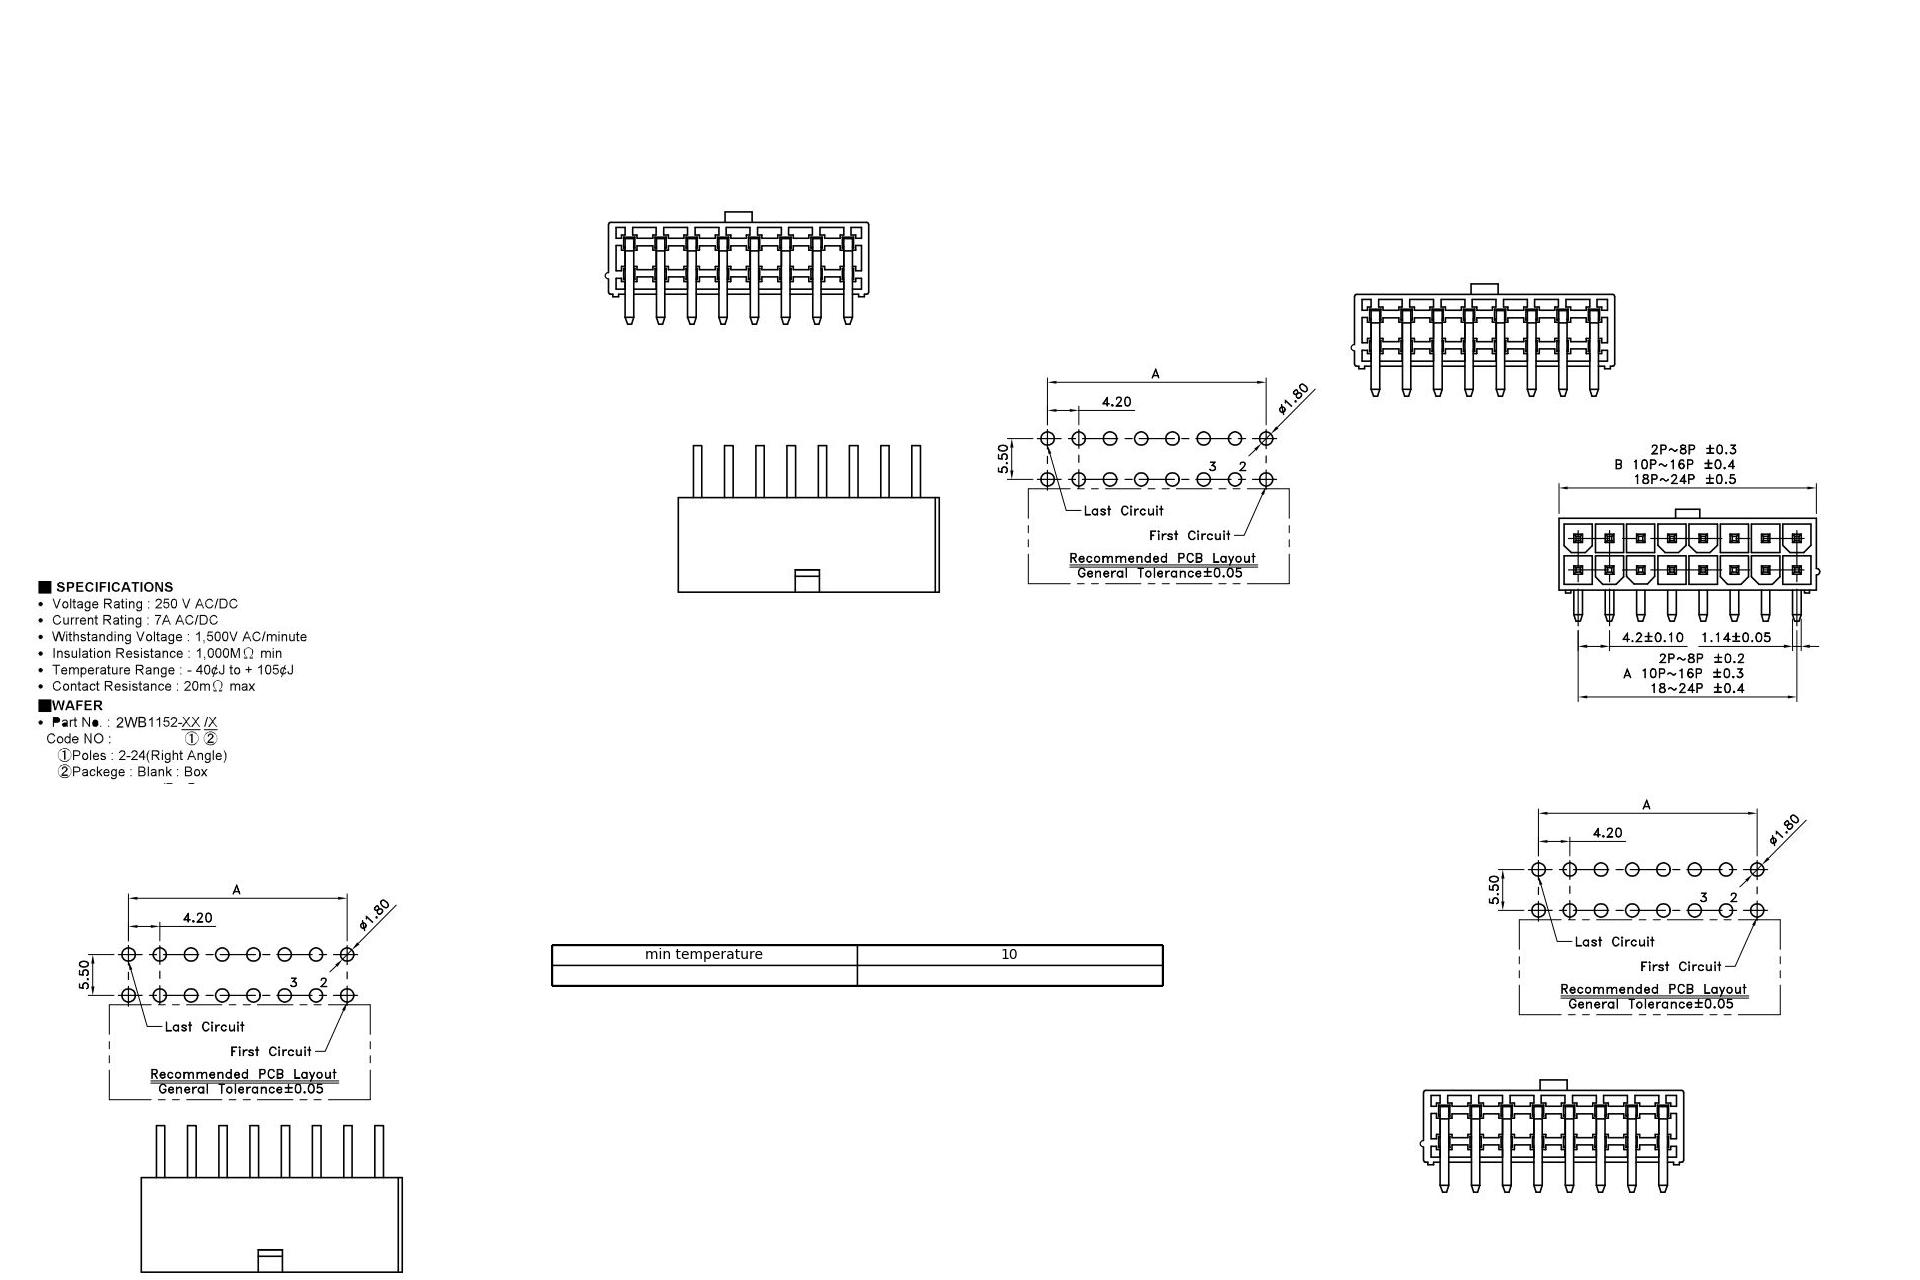 A
4.20
ø1.80
5.50
3 2
Last Circuit
First Circuit
Recommended PCB Layout
General Tolerance±0.05
2P~8P ±0.3
B 10P~16P ±0.4
18P~24P ±0.5
4.2±0.10 1.14±0.05
2P~8P ±0.2
A 10P~16P ±0.3
18~24P ±0.4
SPECIFICATIONS
• Voltage Rating : 250 V AC/DC
• Current Rating : 7A AC/DC
• Withstanding Voltage : 1,500V AC/minute
• Insulation Resistance : 1,000MΩ min
• Temperature Range : - 40¢J to + 105¢J
• Contact Resistance : 20mΩ max
WAFER
• Part No. : 2WB1152-XX /X
Code NO : ① ②
①Poles : 2-24(Right Angle)
②Packege : Blank : Box
A
4.20
ø1.80
5.50
3 2
Last Circuit
First Circuit
Recommended PCB Layout
General Tolerance±0.05
A
4.20
ø1.80
5.50
3 2
Last Circuit
First Circuit
Recommended PCB Layout
General Tolerance±0.05
min temperature 10